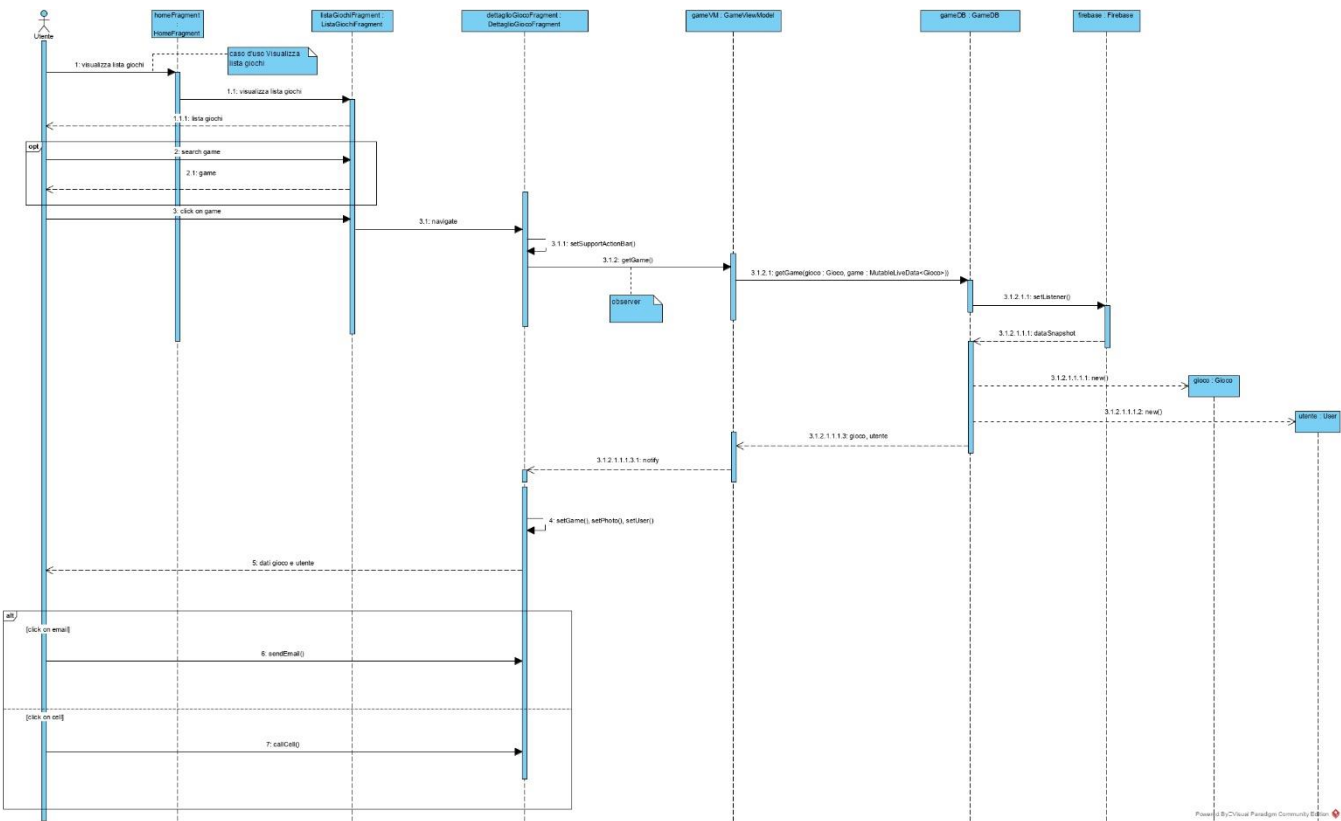 homeFragment
:
HomeFragment
listaGiochiFragment :
ListaGiochiFragment
dettaglioGiocoFragment :
DettaglioGiocoFragment
gameVM : GameViewModel
gameDB : GameDB
firebase : Firebase
Utente
caso d'uso Visualizza
lista giochi
1: visualizza lista giochi
1.1: visualizza lista giochi
1.1.1: lista giochi
opt
2: search game
2.1: game
3: click on game
3.1: navigate
3.1.1: setSupportActionBar()
3.1.2: getGame()
3.1.2.1: getGame(gioco : Gioco, game : MutableLiveData<Gioco>))
observer
3.1.2.1.1: setListener()
3.1.2.1.1.1: dataSnapshot
3.1.2.1.1.1.1: new()
gioco : Gioco
3.1.2.1.1.1.2: new()
utente : User
3.1.2.1.1.1.3: gioco, utente
3.1.2.1.1.1.3.1: notify
4: setGame(), setPhoto(), setUser()
5: dati gioco e utente
alt
[click on email]
6: sendEmail()
[click on cell]
7: callCell()
Powered By Visual Paradigm Community Edition